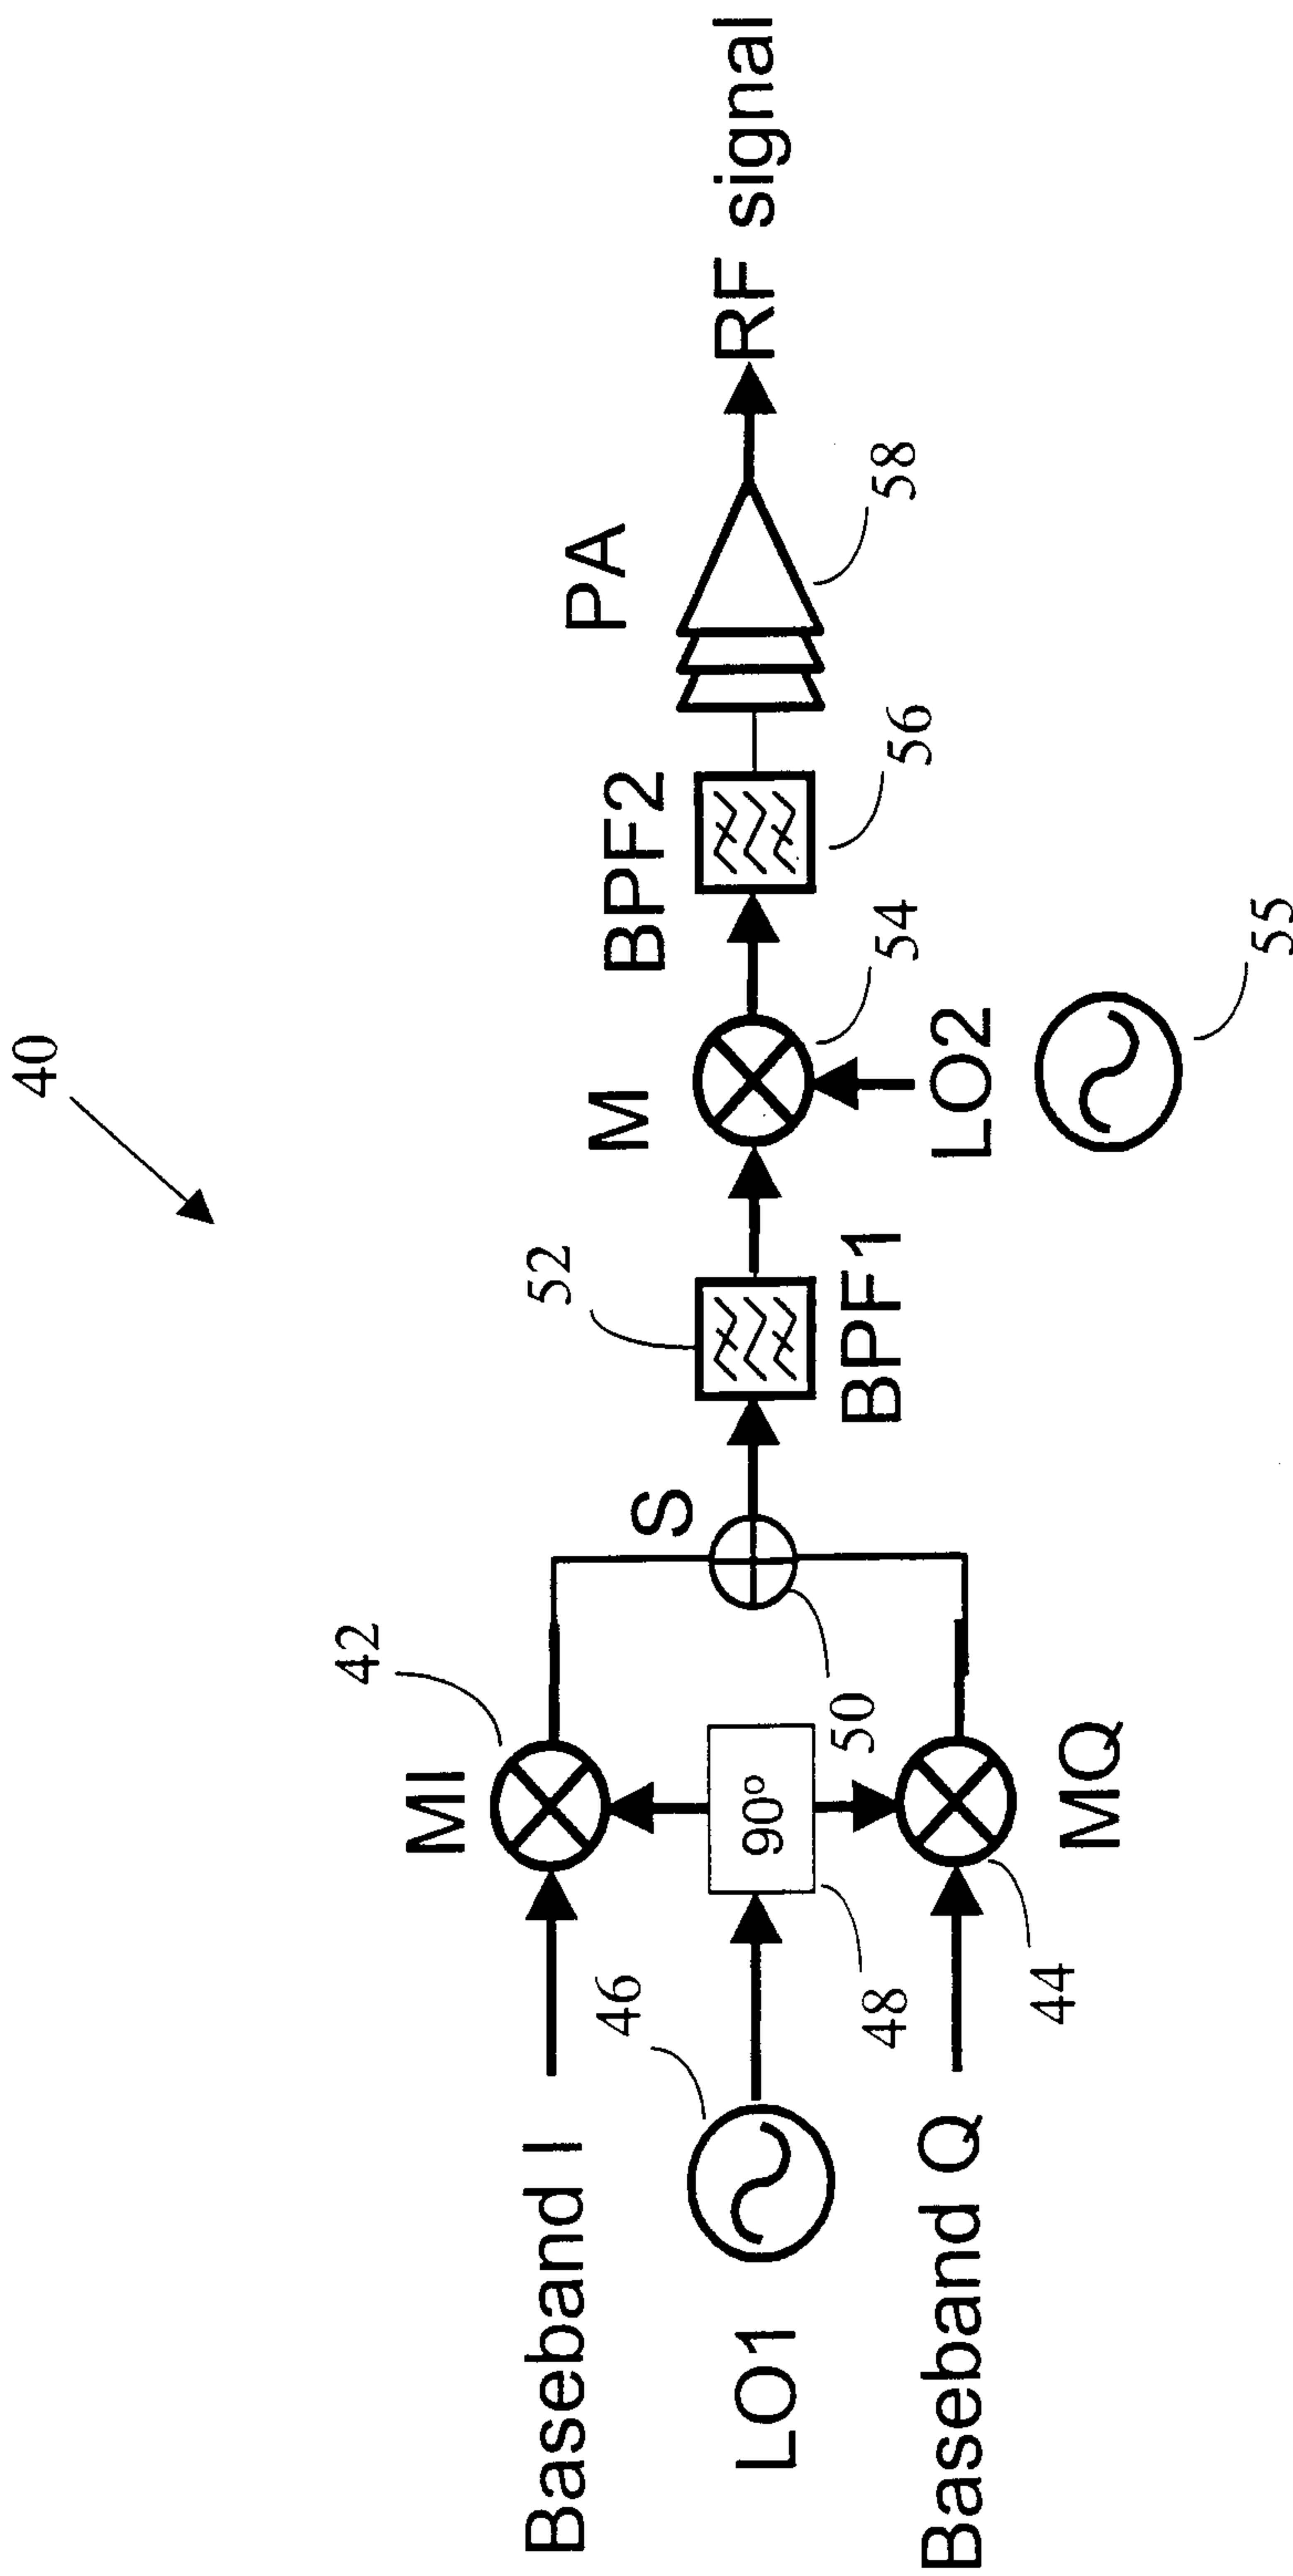 40
Baseband I
MI
42
LO1
46
90º
48
S
50
Baseband Q
44
MQ
52
BPF1
M
54
LO2
55
BPF2
56
PA
58
RF signal